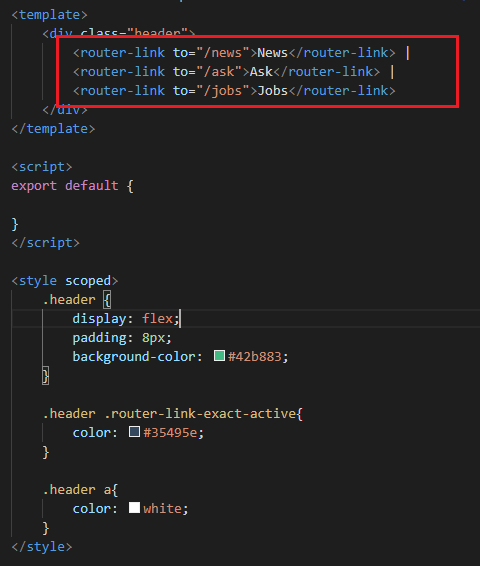 <template>
    <div class="header">
        <router-link to="/news">News</router-link> |
        <router-link to="/ask">Ask</router-link> |
        <router-link to="/jobs">Jobs</router-link>
    </div>
</template>

<script>
export default {

}
</script>

<style scoped>
    .header {
        display: flex;
        padding: 8px;
        background-color: #42b883;
    }

    .header .router-link-exact-active{
        color: #35495e;
    }

    .header a{
        color: white;
    }
</style>